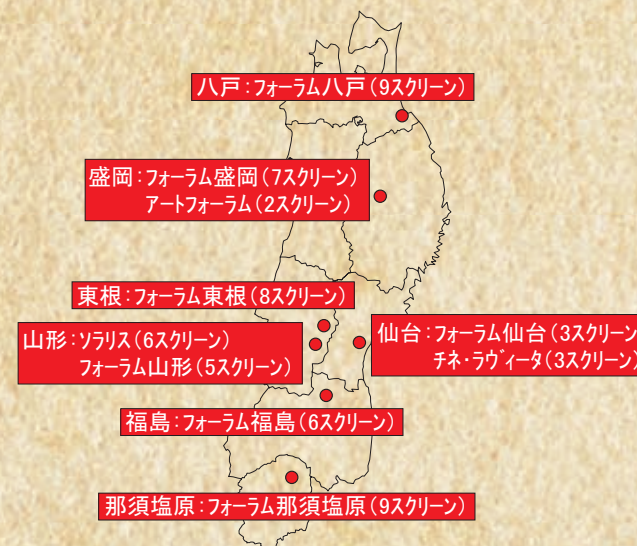 八戸：フォーラム八戸（9スクリーン）
盛岡：フォーラム盛岡（7スクリーン）
アートフォーラム（2スクリーン）
東根：フォーラム東根（8スクリーン）
山形：ソラリス（6スクリーン）
フォーラム山形（5スクリーン）
仙台：フォーラム仙台（3スクリーン
チネ・ラヴィータ（3スクリーン）
福島：フォーラム福島（6スクリーン）
那須塩原：フォーラム那須塩原（9スクリーン）